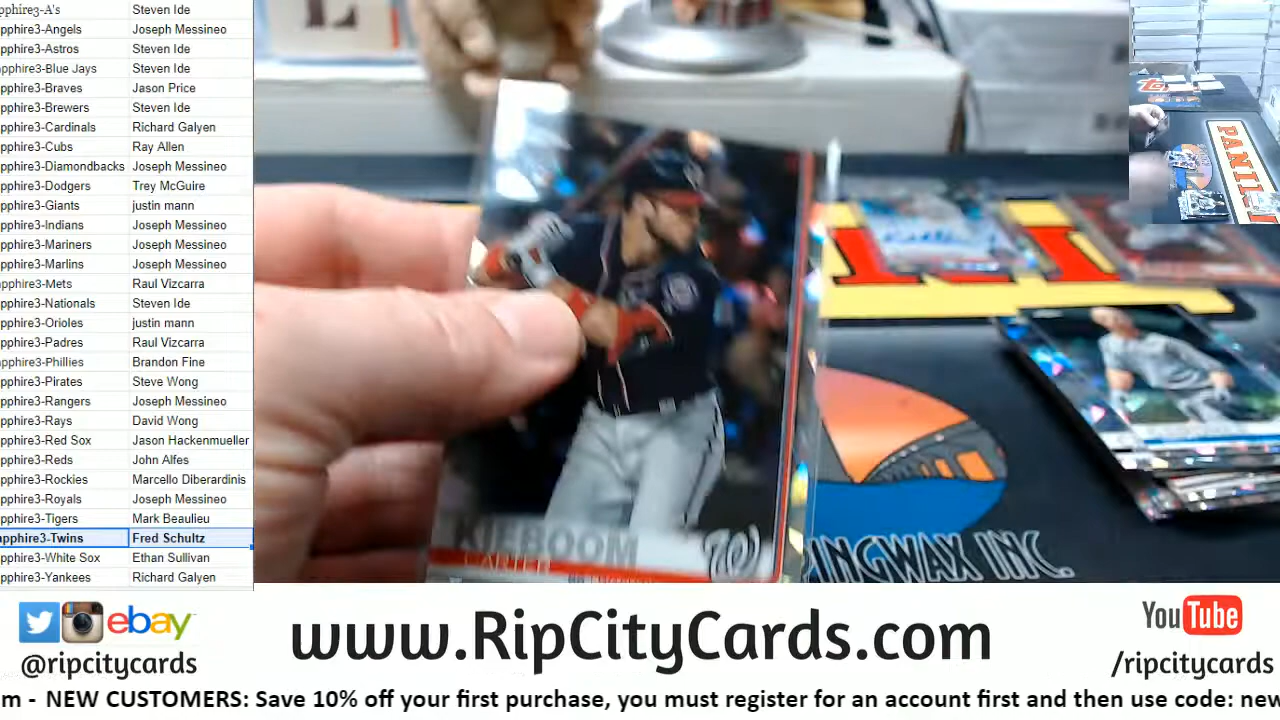 pphire3-A's Steven Ide
pphire3-Angels Joseph Messineo
pphire3-Astros Steven Ide
pphire3-Blue Jays Steven Ide
pphire3-Braves Jason Price
pphire3-Brewers Steven Ide
pphire3-Cardinals Richard Galyen
pphire3-Cubs Ray Allen
pphire3-Diamondbacks Joseph Messineo
pphire3-Dodgers Trey McGuire
pphire3-Giants justin mann
pphire3-Indians Joseph Messineo
pphire3-Mariners Joseph Messineo
pphire3-Marlins Joseph Messineo
pphire3-Mets Raul Vizcarra
pphire3-Nationals Steven Ide
pphire3-Orioles justin mann
pphire3-Padres Raul Vizcarra
pphire3-Phillies Brandon Fine
pphire3-Pirates Steve Wong
pphire3-Rangers Joseph Messineo
pphire3-Rays David Wong
pphire3-Red Sox Jason Hackenmueller
pphire3-Reds John Alfes
pphire3-Rockies Marcello Diberardinis
pphire3-Royals Joseph Messineo
pphire3-Tigers Mark Beaulieu
apphire3-Twins Fred Schultz
pphire3-White Sox Ethan Sullivan
pphire3-Yankees Richard Galyen
PANINI
KIEBOOM
CARTER
W
PINGWAX INC.
ebay
@ripcitycards
www.RipCityCards.com
YouTube
/ripcitycards
m - NEW CUSTOMERS: Save 10% off your first purchase, you must register for an account first and then use code: new